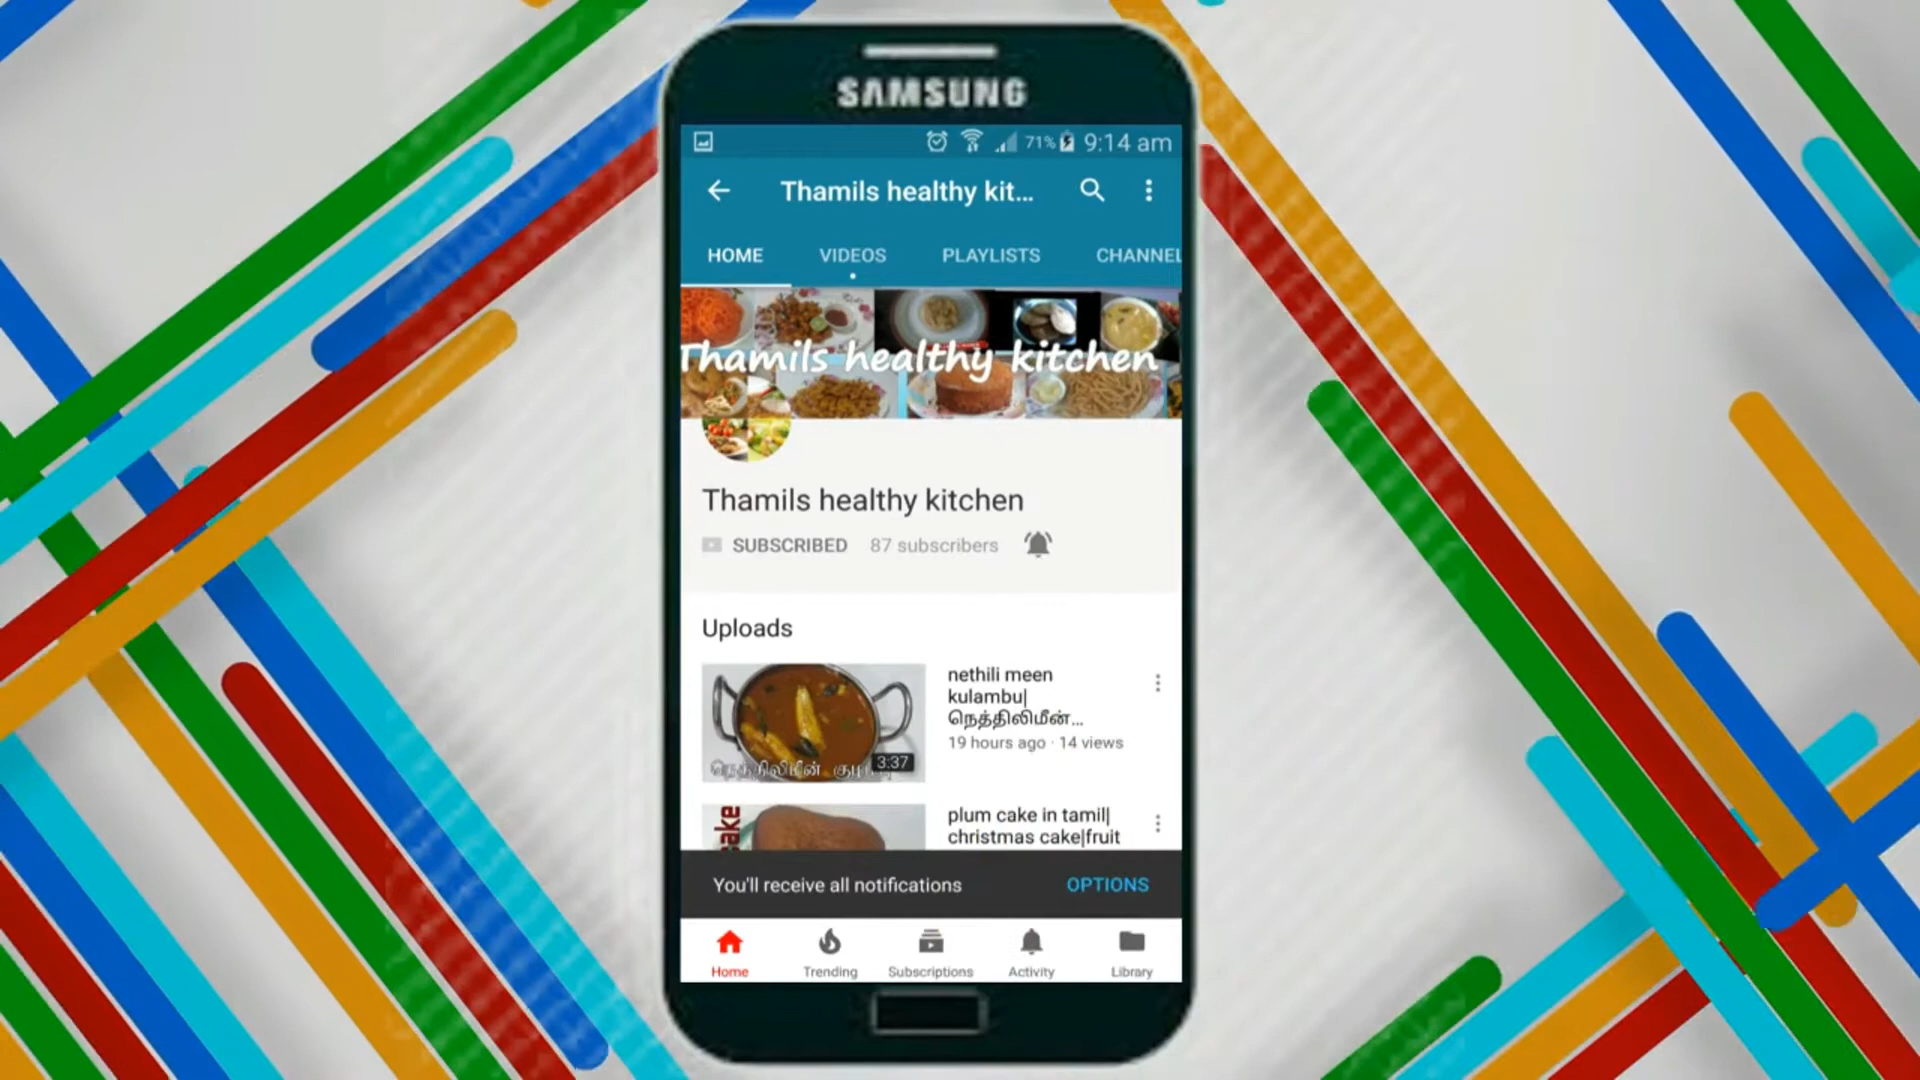 SAMSUNG
71% 9:14 am
Thamils healthy kit...
HOME VIDEOS PLAYLISTS CHANNEL
Thamils healthy kitchen
Thamils healthy kitchen
SUBSCRIBED 87 subscribers
Uploads
nethili meen
kulambu|
நெத்திலிமீன்...
19 hours ago · 14 views
நெத்திலிமீன்
3:37
plum cake in tamil|
christmas cake|fruit
cake
You'll receive all notifications OPTIONS
Home Trending Subscriptions Activity Library